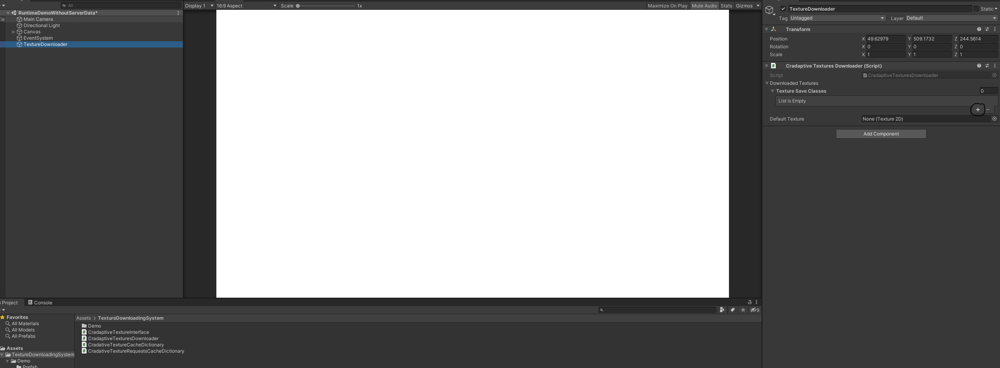 All
RuntimeDemoWithoutServerData*
Main Camera
Directional Light
Canvas
EventSystem
TextureDownloader
Display 1
16:9 Aspect
Scale
1x
Maximize On Play
Mute Audio
Stats
Gizmos
TextureDownloader
Static
Tag Untagged
Layer Default
Transform
Position X 49.62979 Y 509.1732 Z 244.5614
Rotation X 0 Y 0 Z 0
Scale X 1 Y 1 Z 1
Cradaptive Textures Downloader (Script)
Script CradaptiveTexturesDownloader
Downloaded Textures
Texture Save Classes 0
List is Empty
+ −
Default Texture None (Texture 2D)
Add Component
Project
Console
9
Favorites
All Materials
All Models
All Prefabs
Assets
TextureDownloadingSystem
Demo
Prefab
Assets > TextureDownloadingSystem
Demo
CradaptiveTextureInterface
CradaptiveTexturesDownloader
CradativeTextureCacheDictionary
CradativeTextureRequestsCacheDictionary